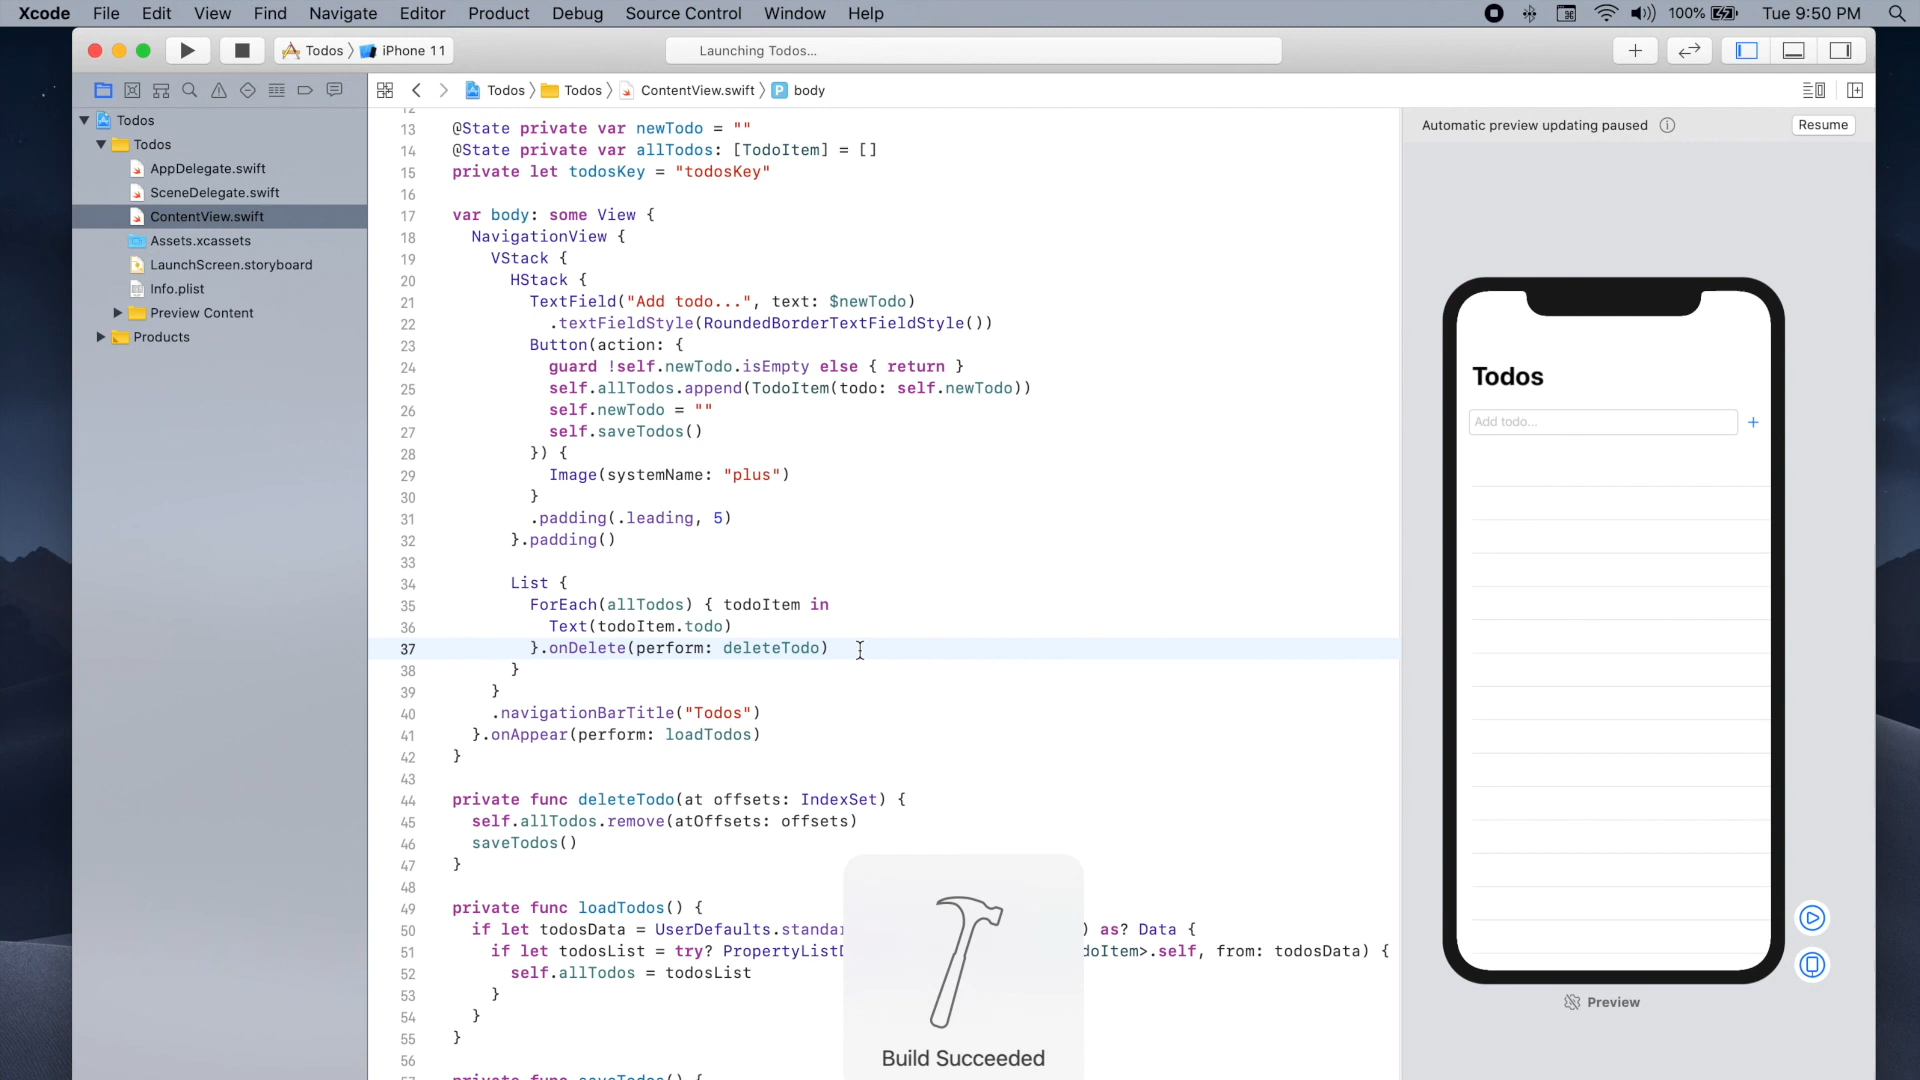 Xcode File Edit View Find Navigate Editor Product Debug Source Control Window Help 100% Tue 9:50 PM
Todos iPhone 11 Launching Todos...
Todos Todos ContentView.swift P body
Todos
Todos
AppDelegate.swift
SceneDelegate.swift
ContentView.swift
Assets.xcassets
LaunchScreen.storyboard
Info.plist
Preview Content
Products
12
13 @State private var newTodo = ""
14 @State private var allTodos: [TodoItem] = []
15 private let todosKey = "todosKey"
16
17 var body: some View {
18 NavigationView {
19 VStack {
20 HStack {
21 TextField("Add todo...", text: $newTodo)
22 .textFieldStyle(RoundedBorderTextFieldStyle())
23 Button(action: {
24 guard !self.newTodo.isEmpty else { return }
25 self.allTodos.append(TodoItem(todo: self.newTodo))
26 self.newTodo = ""
27 self.saveTodos()
28 }) {
29 Image(systemName: "plus")
30 }
31 .padding(.leading, 5)
32 }.padding()
33
34 List {
35 ForEach(allTodos) { todoItem in
36 Text(todoItem.todo)
37 }.onDelete(perform: deleteTodo)
38 }
39 }
40 .navigationBarTitle("Todos")
41 }.onAppear(perform: loadTodos)
42 }
43
44 private func deleteTodo(at offsets: IndexSet) {
45 self.allTodos.remove(atOffsets: offsets)
46 saveTodos()
47 }
48
49 private func loadTodos() {
50 if let todosData = UserDefaults.standar ) as? Data {
51 if let todosList = try? PropertyListD doItem>.self, from: todosData) {
52 self.allTodos = todosList
53 }
54 }
55 }
56
57 private func saveTodos() {
Build Succeeded
Automatic preview updating paused Resume
Todos
Add todo... +
Preview